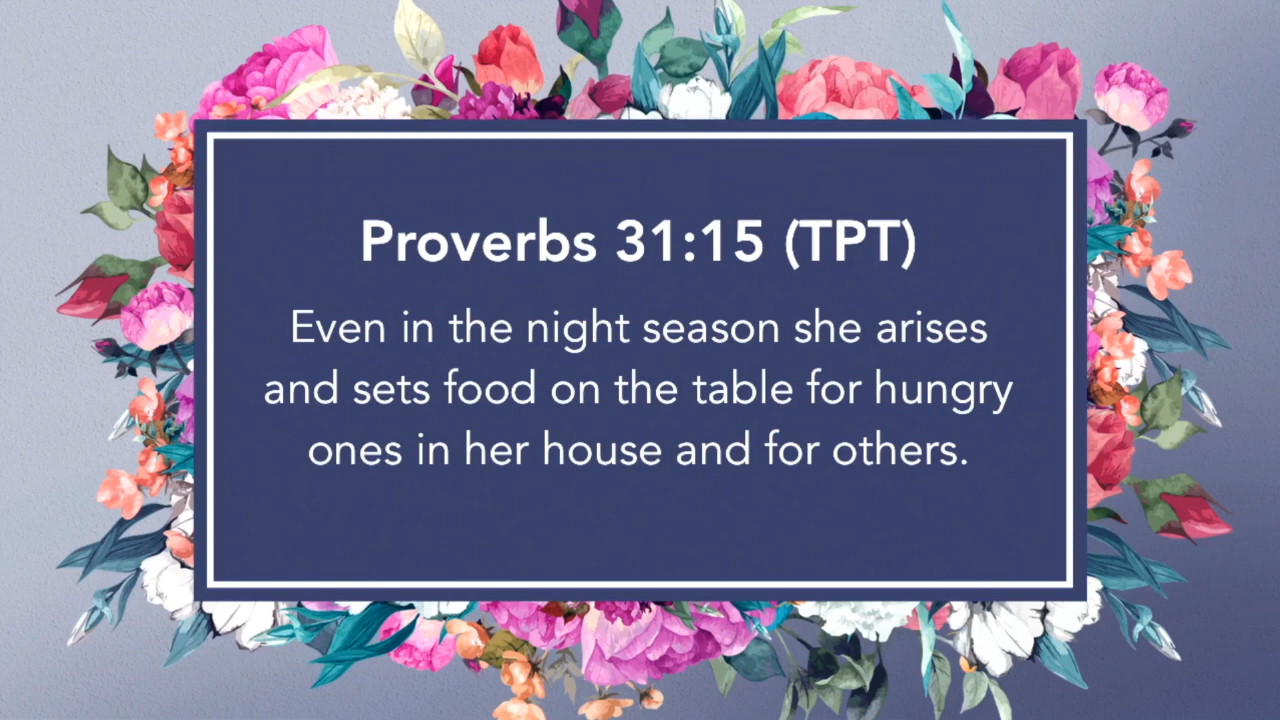 Proverbs 31:15 (TPT)
Even in the night season she arises
and sets food on the table for hungry
ones in her house and for others.